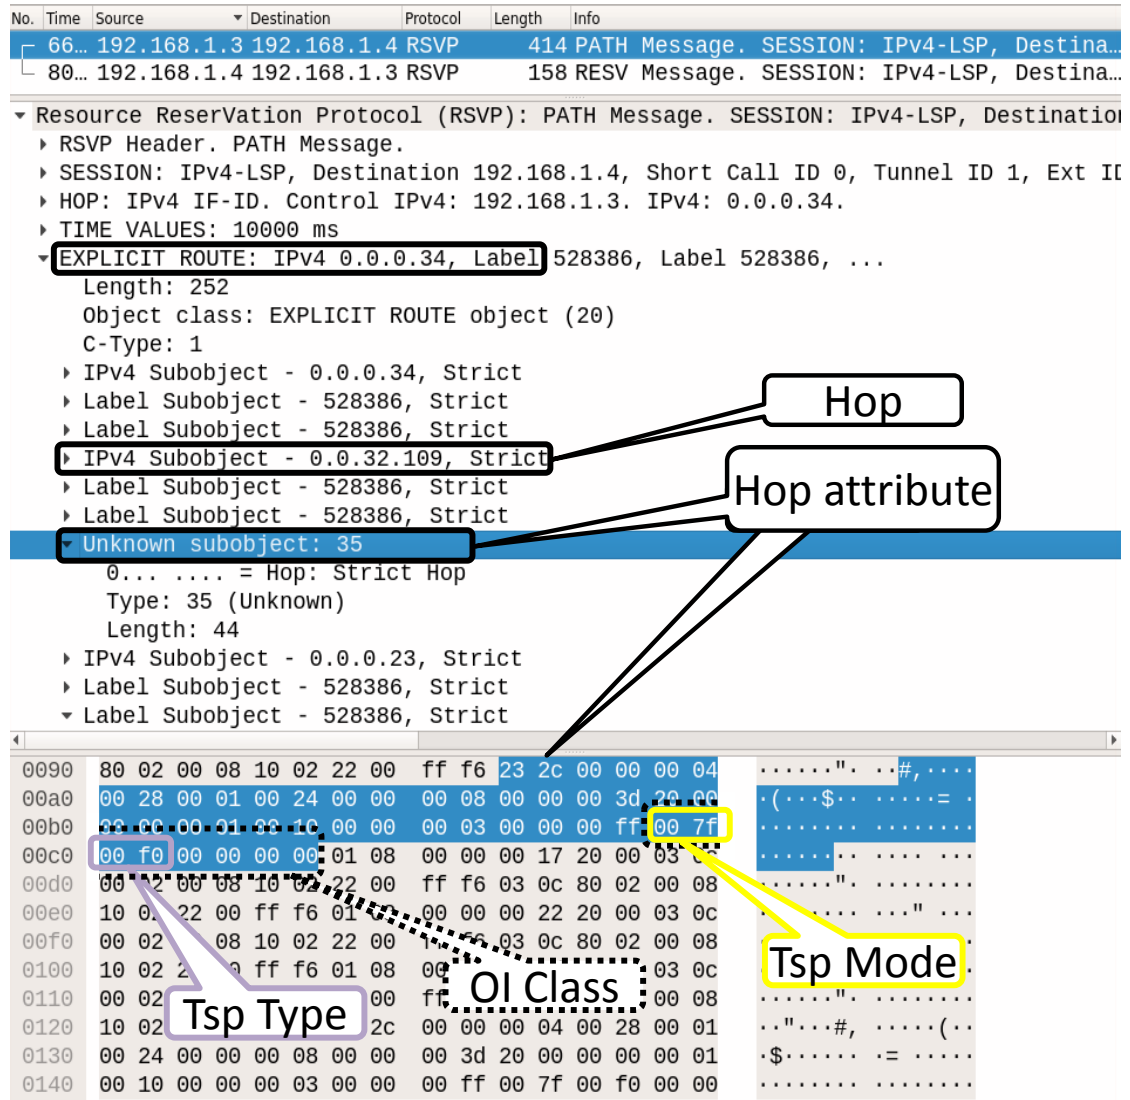 No. Time Source Destination Protocol Length Info
66… 192.168.1.3 192.168.1.4 RSVP 414 PATH Message. SESSION: IPv4-LSP, Destina…
80… 192.168.1.4 192.168.1.3 RSVP 158 RESV Message. SESSION: IPv4-LSP, Destina…
Resource ReserVation Protocol (RSVP): PATH Message. SESSION: IPv4-LSP, Destination
RSVP Header. PATH Message.
SESSION: IPv4-LSP, Destination 192.168.1.4, Short Call ID 0, Tunnel ID 1, Ext ID
HOP: IPv4 IF-ID. Control IPv4: 192.168.1.3. IPv4: 0.0.0.34.
TIME VALUES: 10000 ms
EXPLICIT ROUTE: IPv4 0.0.0.34, Label 528386, Label 528386, ...
Length: 252
Object class: EXPLICIT ROUTE object (20)
C-Type: 1
IPv4 Subobject - 0.0.0.34, Strict
Label Subobject - 528386, Strict
Hop
Label Subobject - 528386, Strict
IPv4 Subobject - 0.0.32.109, Strict
Label Subobject - 528386, Strict
Hop attribute
Label Subobject - 528386, Strict
Unknown subobject: 35
0... .... = Hop: Strict Hop
Type: 35 (Unknown)
Length: 44
IPv4 Subobject - 0.0.0.23, Strict
Label Subobject - 528386, Strict
Label Subobject - 528386, Strict
0090 80 02 00 08 10 02 22 00 ff f6 23 2c 00 00 00 04 ······"· ··#,····
00a0 00 28 00 01 00 24 00 00 00 08 00 00 00 3d 20 00 ·(···$·· ·····= ·
00b0 00 00 00 01 00 10 00 00 00 03 00 00 00 ff 00 7f ········ ········
00c0 00 f0 00 00 00 00 01 08 00 00 00 17 20 00 03 ········ ···· ···
00d0 00 02 00 08 10 02 22 00 ff f6 03 0c 80 02 00 08 ······"· ········
00e0 10 02 22 00 ff f6 01 00 00 00 22 20 00 03 0c ···" ···
00f0 00 02 08 10 02 22 00 f6 03 0c 80 02 00 08
0100 10 02 ff f6 01 08 03 0c
0110 00 02 00 00 08 ······"· ········
0120 10 02 2c 00 00 00 04 00 28 00 01 ··"···#, ·····(··
0130 00 24 00 00 00 08 00 00 00 3d 20 00 00 00 00 01 ·$······ ·= ·····
0140 00 10 00 00 00 03 00 00 00 ff 00 7f 00 f0 00 00 ········ ········
Tsp Mode
OI Class
Tsp Type